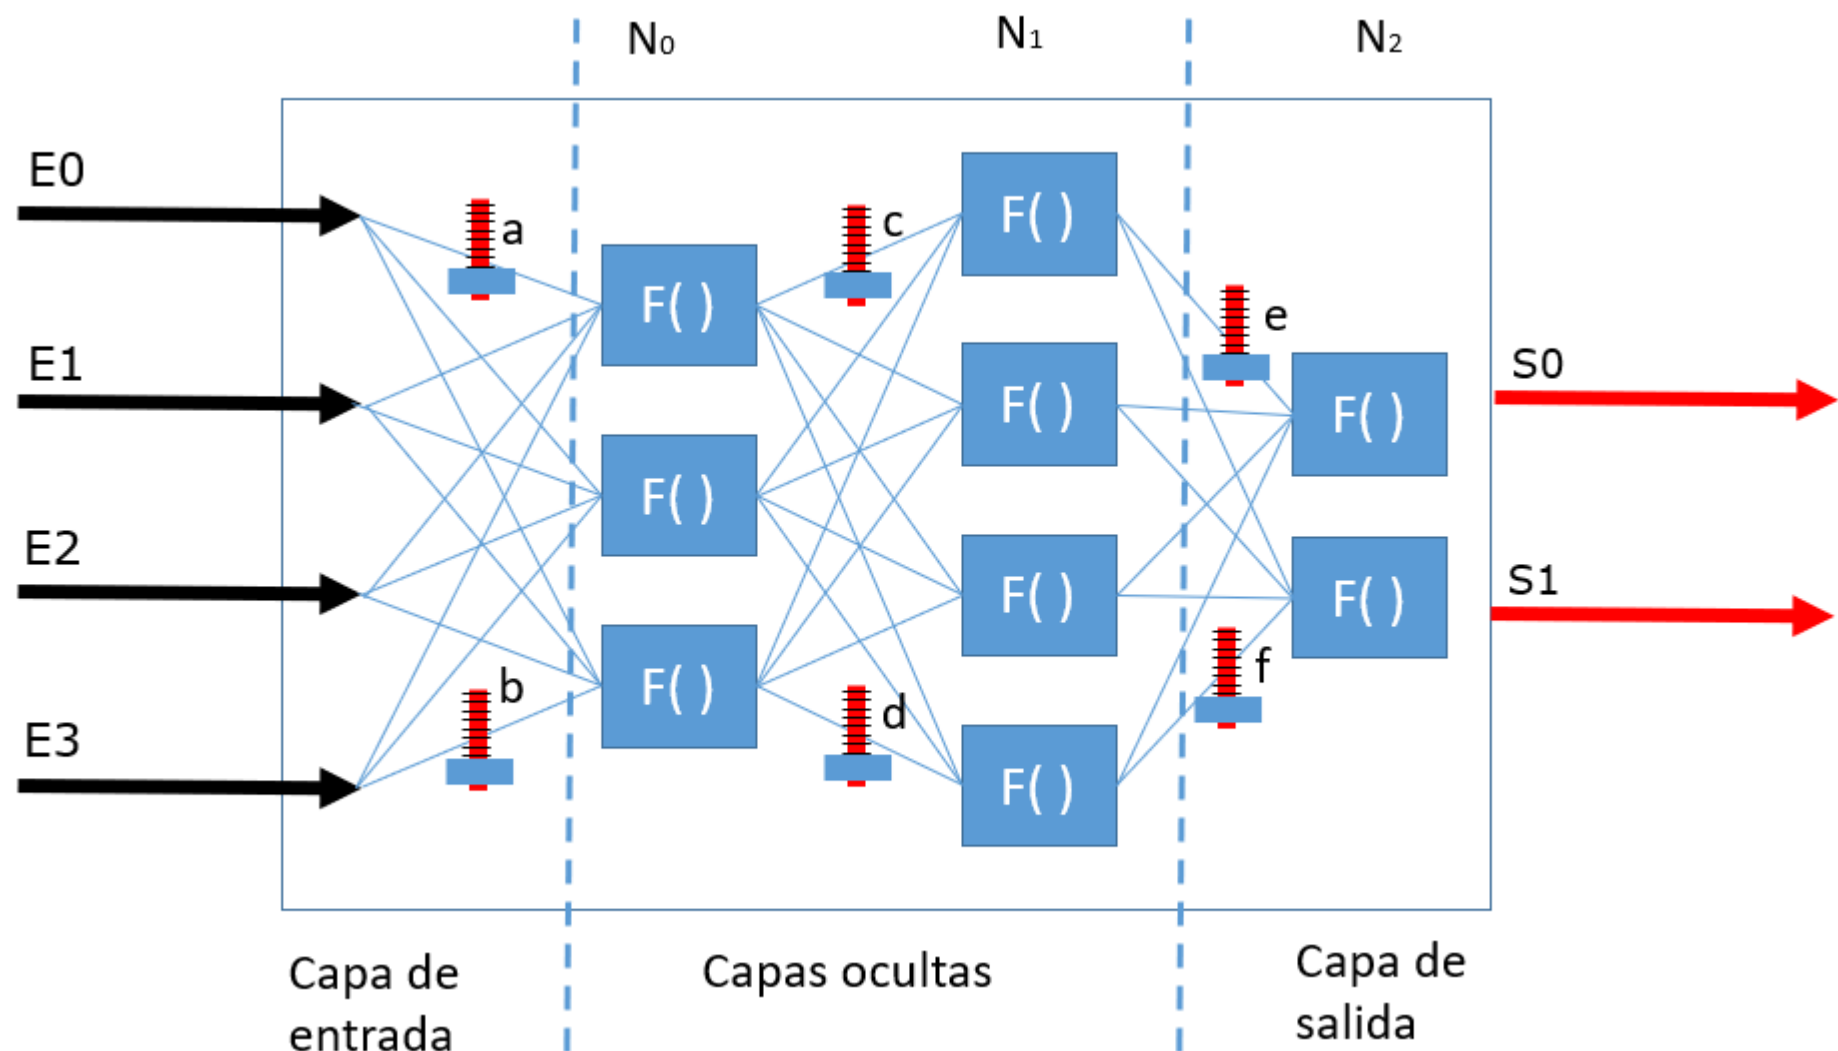 N₀ N₁ N₂
E0
a
c
F( )
e
F( )
E1
F( )
F( )
S0
F( )
E2
F( )
S1
F( )
F( )
b
F( )
f
d
E3
F( )
Capa de entrada
Capas ocultas
Capa de salida